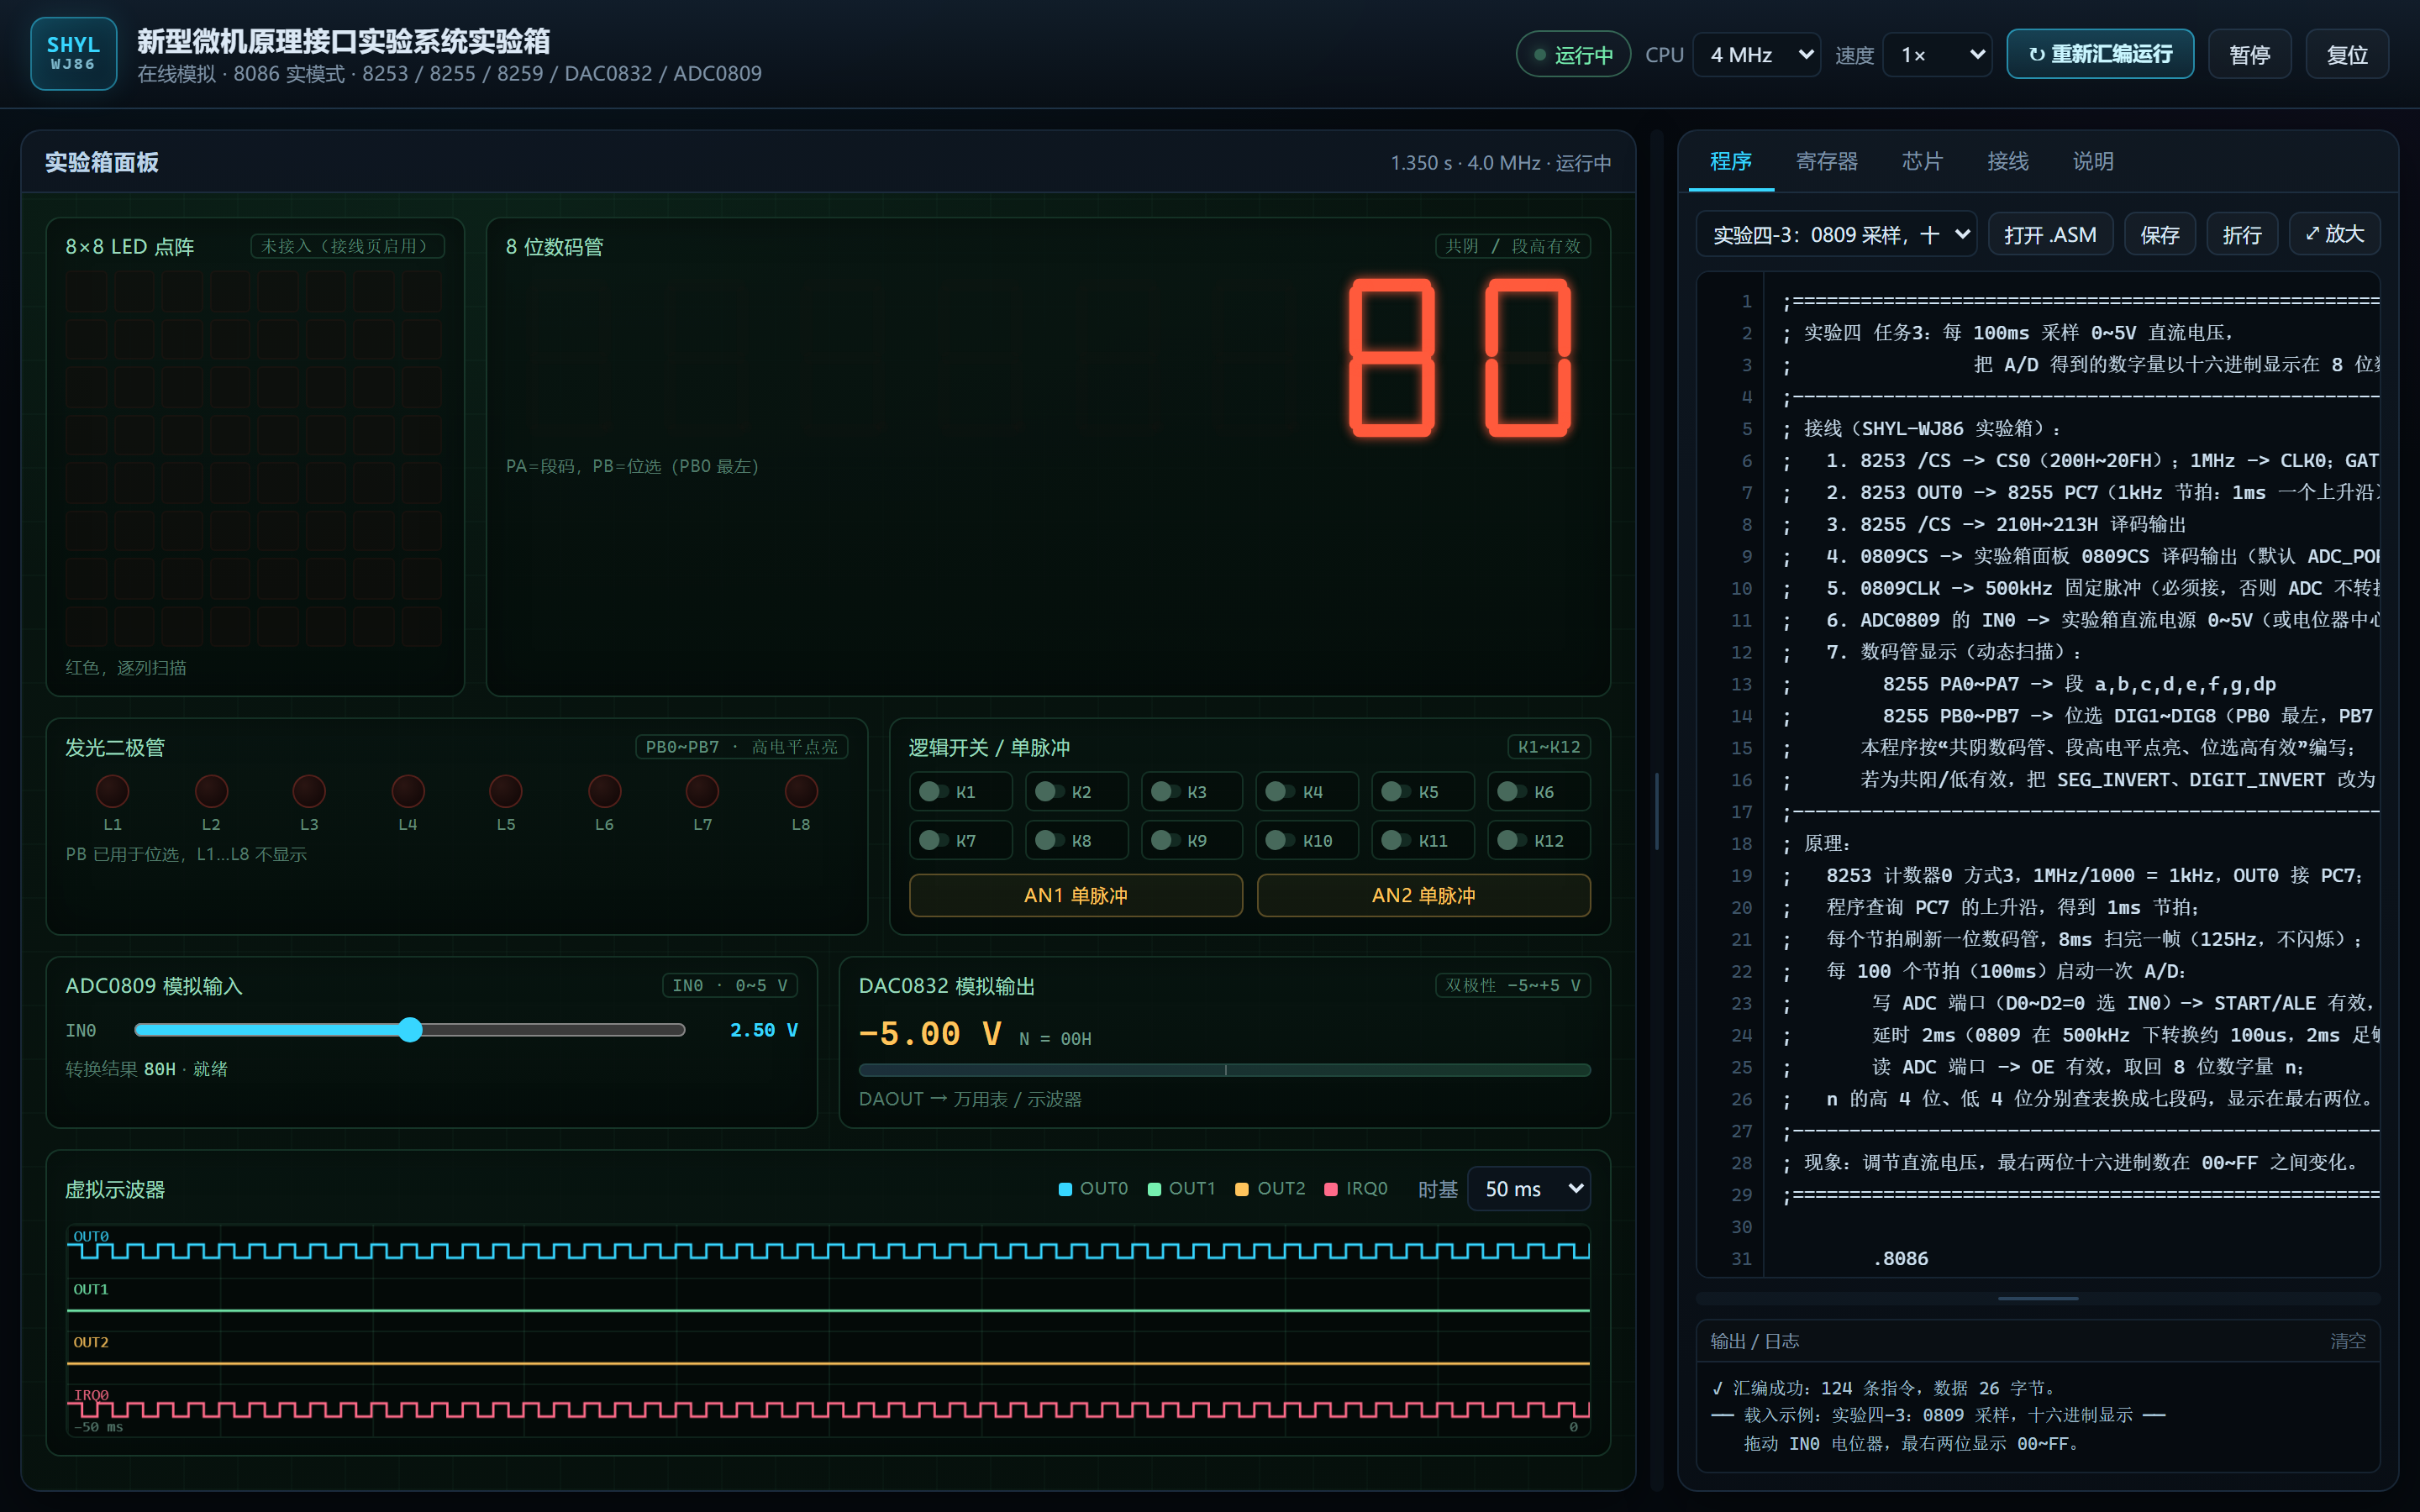 SHYL
WJ86
新型微机原理接口实验系统实验箱
在线模拟 · 8086 实模式 · 8253 / 8255 / 8259 / DAC0832 / ADC0809
运行中
CPU
4 MHz
速度
1×
↻ 重新汇编运行
暂停
复位
实验箱面板
1.350 s · 4.0 MHz · 运行中
8×8 LED 点阵
未接入（接线页启用）
红色，逐列扫描
8 位数码管
共阴 / 段高有效
80
PA=段码，PB=位选（PB0 最左）
发光二极管
PB0~PB7 · 高电平点亮
L1 L2 L3 L4 L5 L6 L7 L8
PB 已用于位选，L1…L8 不显示
逻辑开关 / 单脉冲
K1~K12
K1 K2 K3 K4 K5 K6
K7 K8 K9 K10 K11 K12
AN1 单脉冲
AN2 单脉冲
ADC0809 模拟输入
IN0 · 0~5 V
IN0
2.50 V
转换结果 80H · 就绪
DAC0832 模拟输出
双极性 −5~+5 V
−5.00 V
N = 00H
DAOUT → 万用表 / 示波器
虚拟示波器
OUT0 OUT1 OUT2 IRQ0
时基
50 ms
OUT0
OUT1
OUT2
IRQ0
−50 ms
0
程序 寄存器 芯片 接线 说明
实验四-3：0809 采样，十
打开 .ASM
保存
折行
⤢ 放大
1 ;=====================================================
2 ; 实验四 任务3：每 100ms 采样 0~5V 直流电压，
3 ; 把 A/D 得到的数字量以十六进制显示在 8 位
4 ;-----------------------------------------------------
5 ; 接线（SHYL-WJ86 实验箱）：
6 ; 1. 8253 /CS -> CS0（200H~20FH）；1MHz -> CLK0；GAT
7 ; 2. 8253 OUT0 -> 8255 PC7（1kHz 节拍：1ms 一个上升沿）
8 ; 3. 8255 /CS -> 210H~213H 译码输出
9 ; 4. 0809CS -> 实验箱面板 0809CS 译码输出（默认 ADC_POR
10 ; 5. 0809CLK -> 500kHz 固定脉冲（必须接，否则 ADC 不转换
11 ; 6. ADC0809 的 IN0 -> 实验箱直流电源 0~5V（或电位器中心
12 ; 7. 数码管显示（动态扫描）：
13 ; 8255 PA0~PA7 -> 段 a,b,c,d,e,f,g,dp
14 ; 8255 PB0~PB7 -> 位选 DIG1~DIG8（PB0 最左，PB7
15 ; 本程序按“共阴数码管、段高电平点亮、位选高有效”编写；
16 ; 若为共阳/低有效，把 SEG_INVERT、DIGIT_INVERT 改为
17 ;-----------------------------------------------------
18 ; 原理：
19 ; 8253 计数器0 方式3，1MHz/1000 = 1kHz，OUT0 接 PC7；
20 ; 程序查询 PC7 的上升沿，得到 1ms 节拍；
21 ; 每个节拍刷新一位数码管，8ms 扫完一帧（125Hz，不闪烁）；
22 ; 每 100 个节拍（100ms）启动一次 A/D：
23 ; 写 ADC 端口（D0~D2=0 选 IN0）-> START/ALE 有效，
24 ; 延时 2ms（0809 在 500kHz 下转换约 100us，2ms 足够
25 ; 读 ADC 端口 -> OE 有效，取回 8 位数字量 n；
26 ; n 的高 4 位、低 4 位分别查表换成七段码，显示在最右两位。
27 ;-----------------------------------------------------
28 ; 现象：调节直流电压，最右两位十六进制数在 00~FF 之间变化。
29 ;=====================================================
30
31 .8086
输出 / 日志
清空
✓ 汇编成功：124 条指令，数据 26 字节。
── 载入示例：实验四-3：0809 采样，十六进制显示 ──
拖动 IN0 电位器，最右两位显示 00~FF。